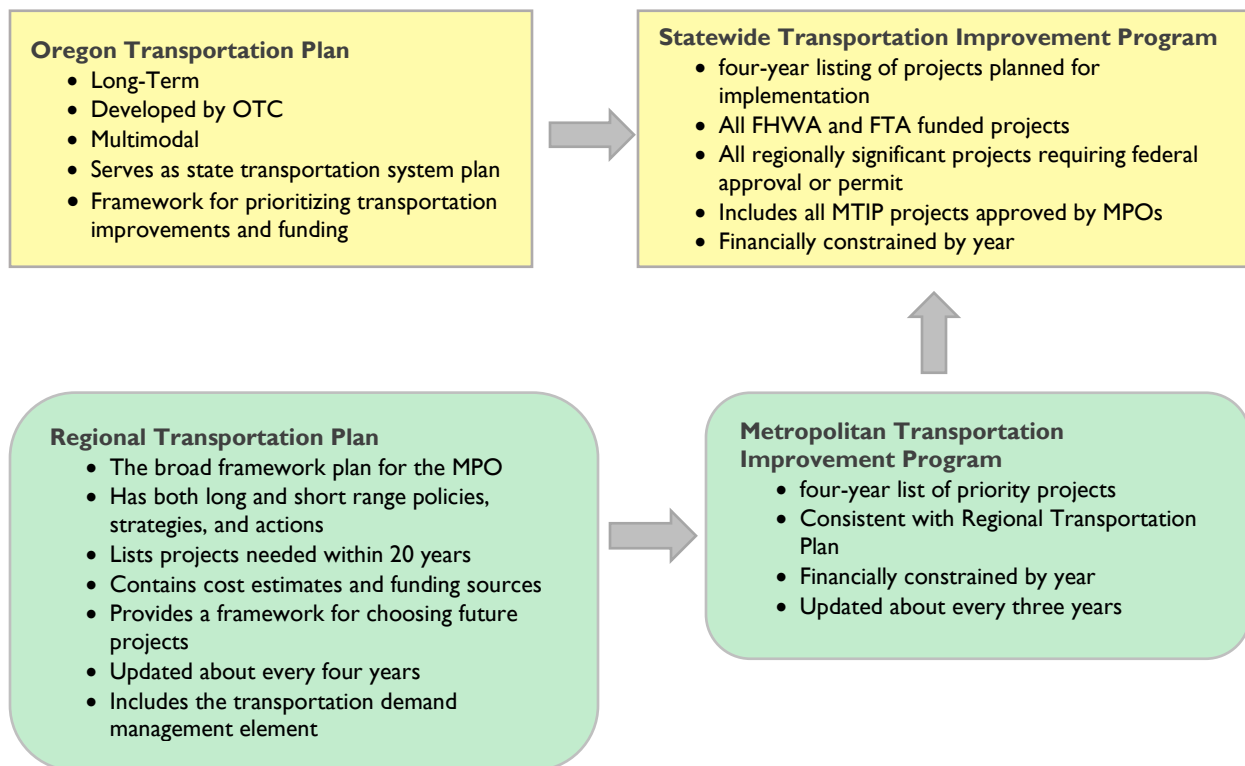 Oregon Transportation Plan
• Long-Term
• Developed by OTC
• Multimodal
• Serves as state transportation system plan
• Framework for prioritizing transportation
improvements and funding
Statewide Transportation Improvement Program
• four-year listing of projects planned for
implementation
• All FHWA and FTA funded projects
• All regionally significant projects requiring federal
approval or permit
• Includes all MTIP projects approved by MPOs
• Financially constrained by year
Regional Transportation Plan
• The broad framework plan for the MPO
• Has both long and short range policies,
strategies, and actions
• Lists projects needed within 20 years
• Contains cost estimates and funding sources
• Provides a framework for choosing future
projects
• Updated about every four years
• Includes the transportation demand
management element
Metropolitan Transportation
Improvement Program
• four-year list of priority projects
• Consistent with Regional Transportation
Plan
• Financially constrained by year
• Updated about every three years